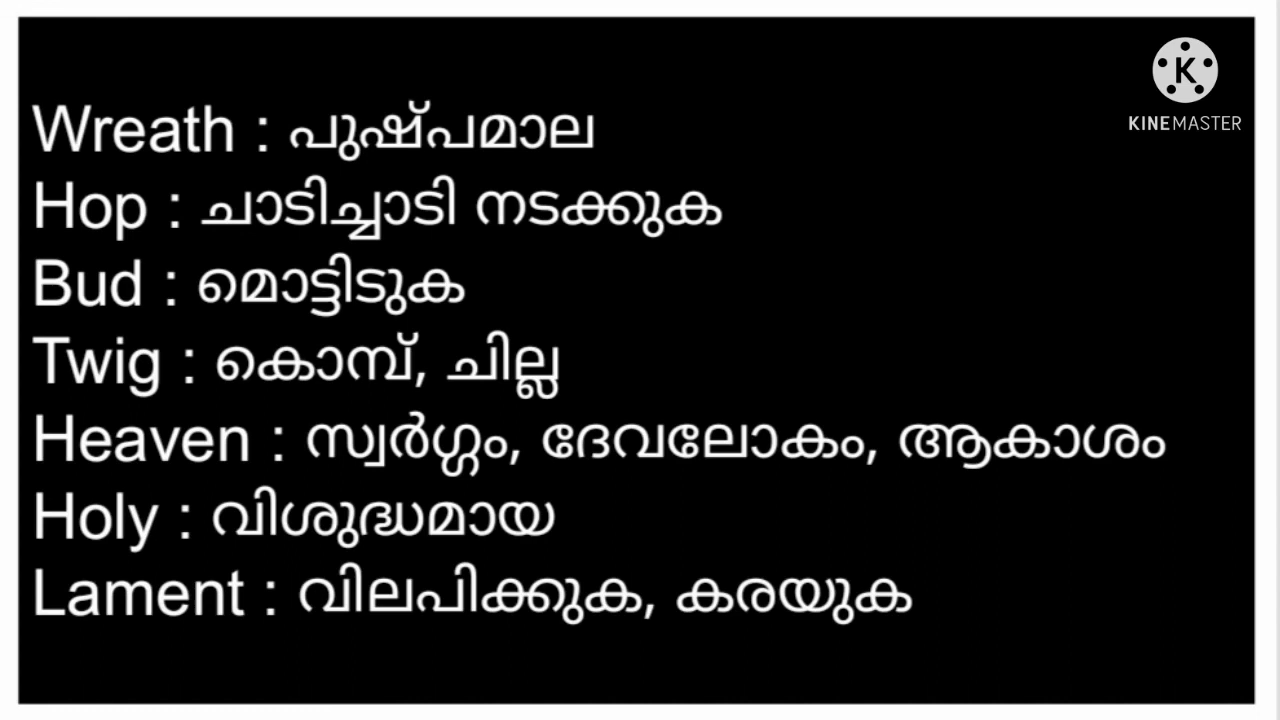 K
KINEMASTER
Wreath : പുഷ്പമാല
Hop : ചാടിച്ചാടി നടക്കുക
Bud : മൊട്ടിടുക
Twig : കൊമ്പ്, ചില്ല
Heaven : സ്വർഗ്ഗം, ദേവലോകം, ആകാശം
Holy : വിശുദ്ധമായ
Lament : വിലപിക്കുക, കരയുക